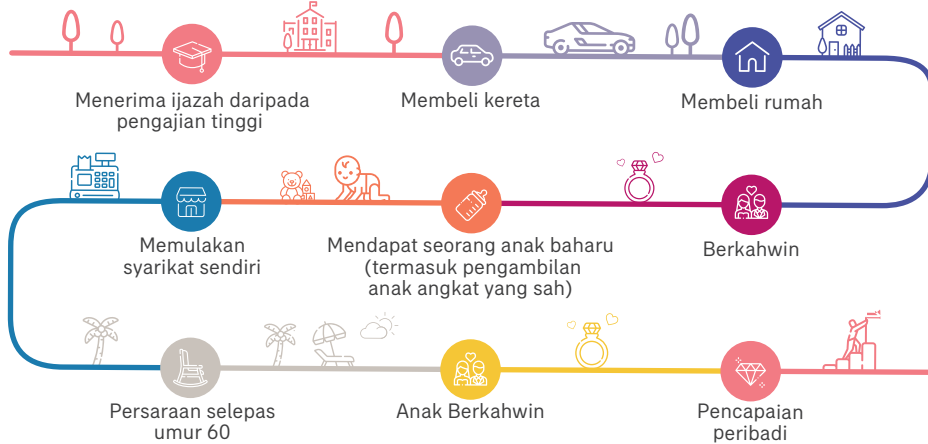 Menerima ijazah daripada
pengajian tinggi
Membeli kereta
Membeli rumah
Berkahwin
Mendapat seorang anak baharu
(termasuk pengambilan
anak angkat yang sah)
Memulakan
syarikat sendiri
Persaraan selepas
umur 60
Anak Berkahwin
Pencapaian
peribadi